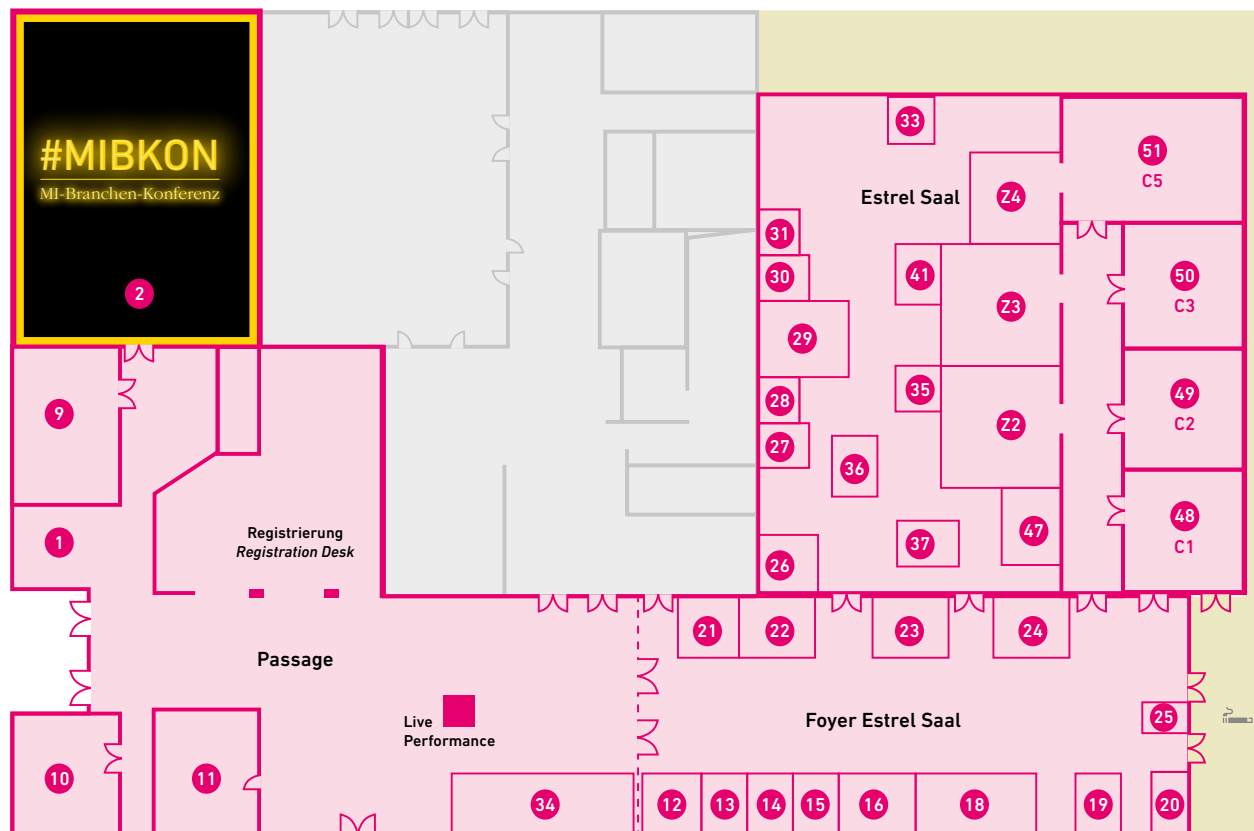 #MIBKON
MI-Branchen-Konferenz
2
9
1
Registrierung
Registration Desk
Passage
Live
Performance
10
11
34
33
Estrel Saal
31
30
29
28
27
26
41
35
36
37
47
Z4
Z3
Z2
51
C5
50
C3
49
C2
48
C1
21
22
23
24
Foyer Estrel Saal
25
12
13
14
15
16
18
19
20